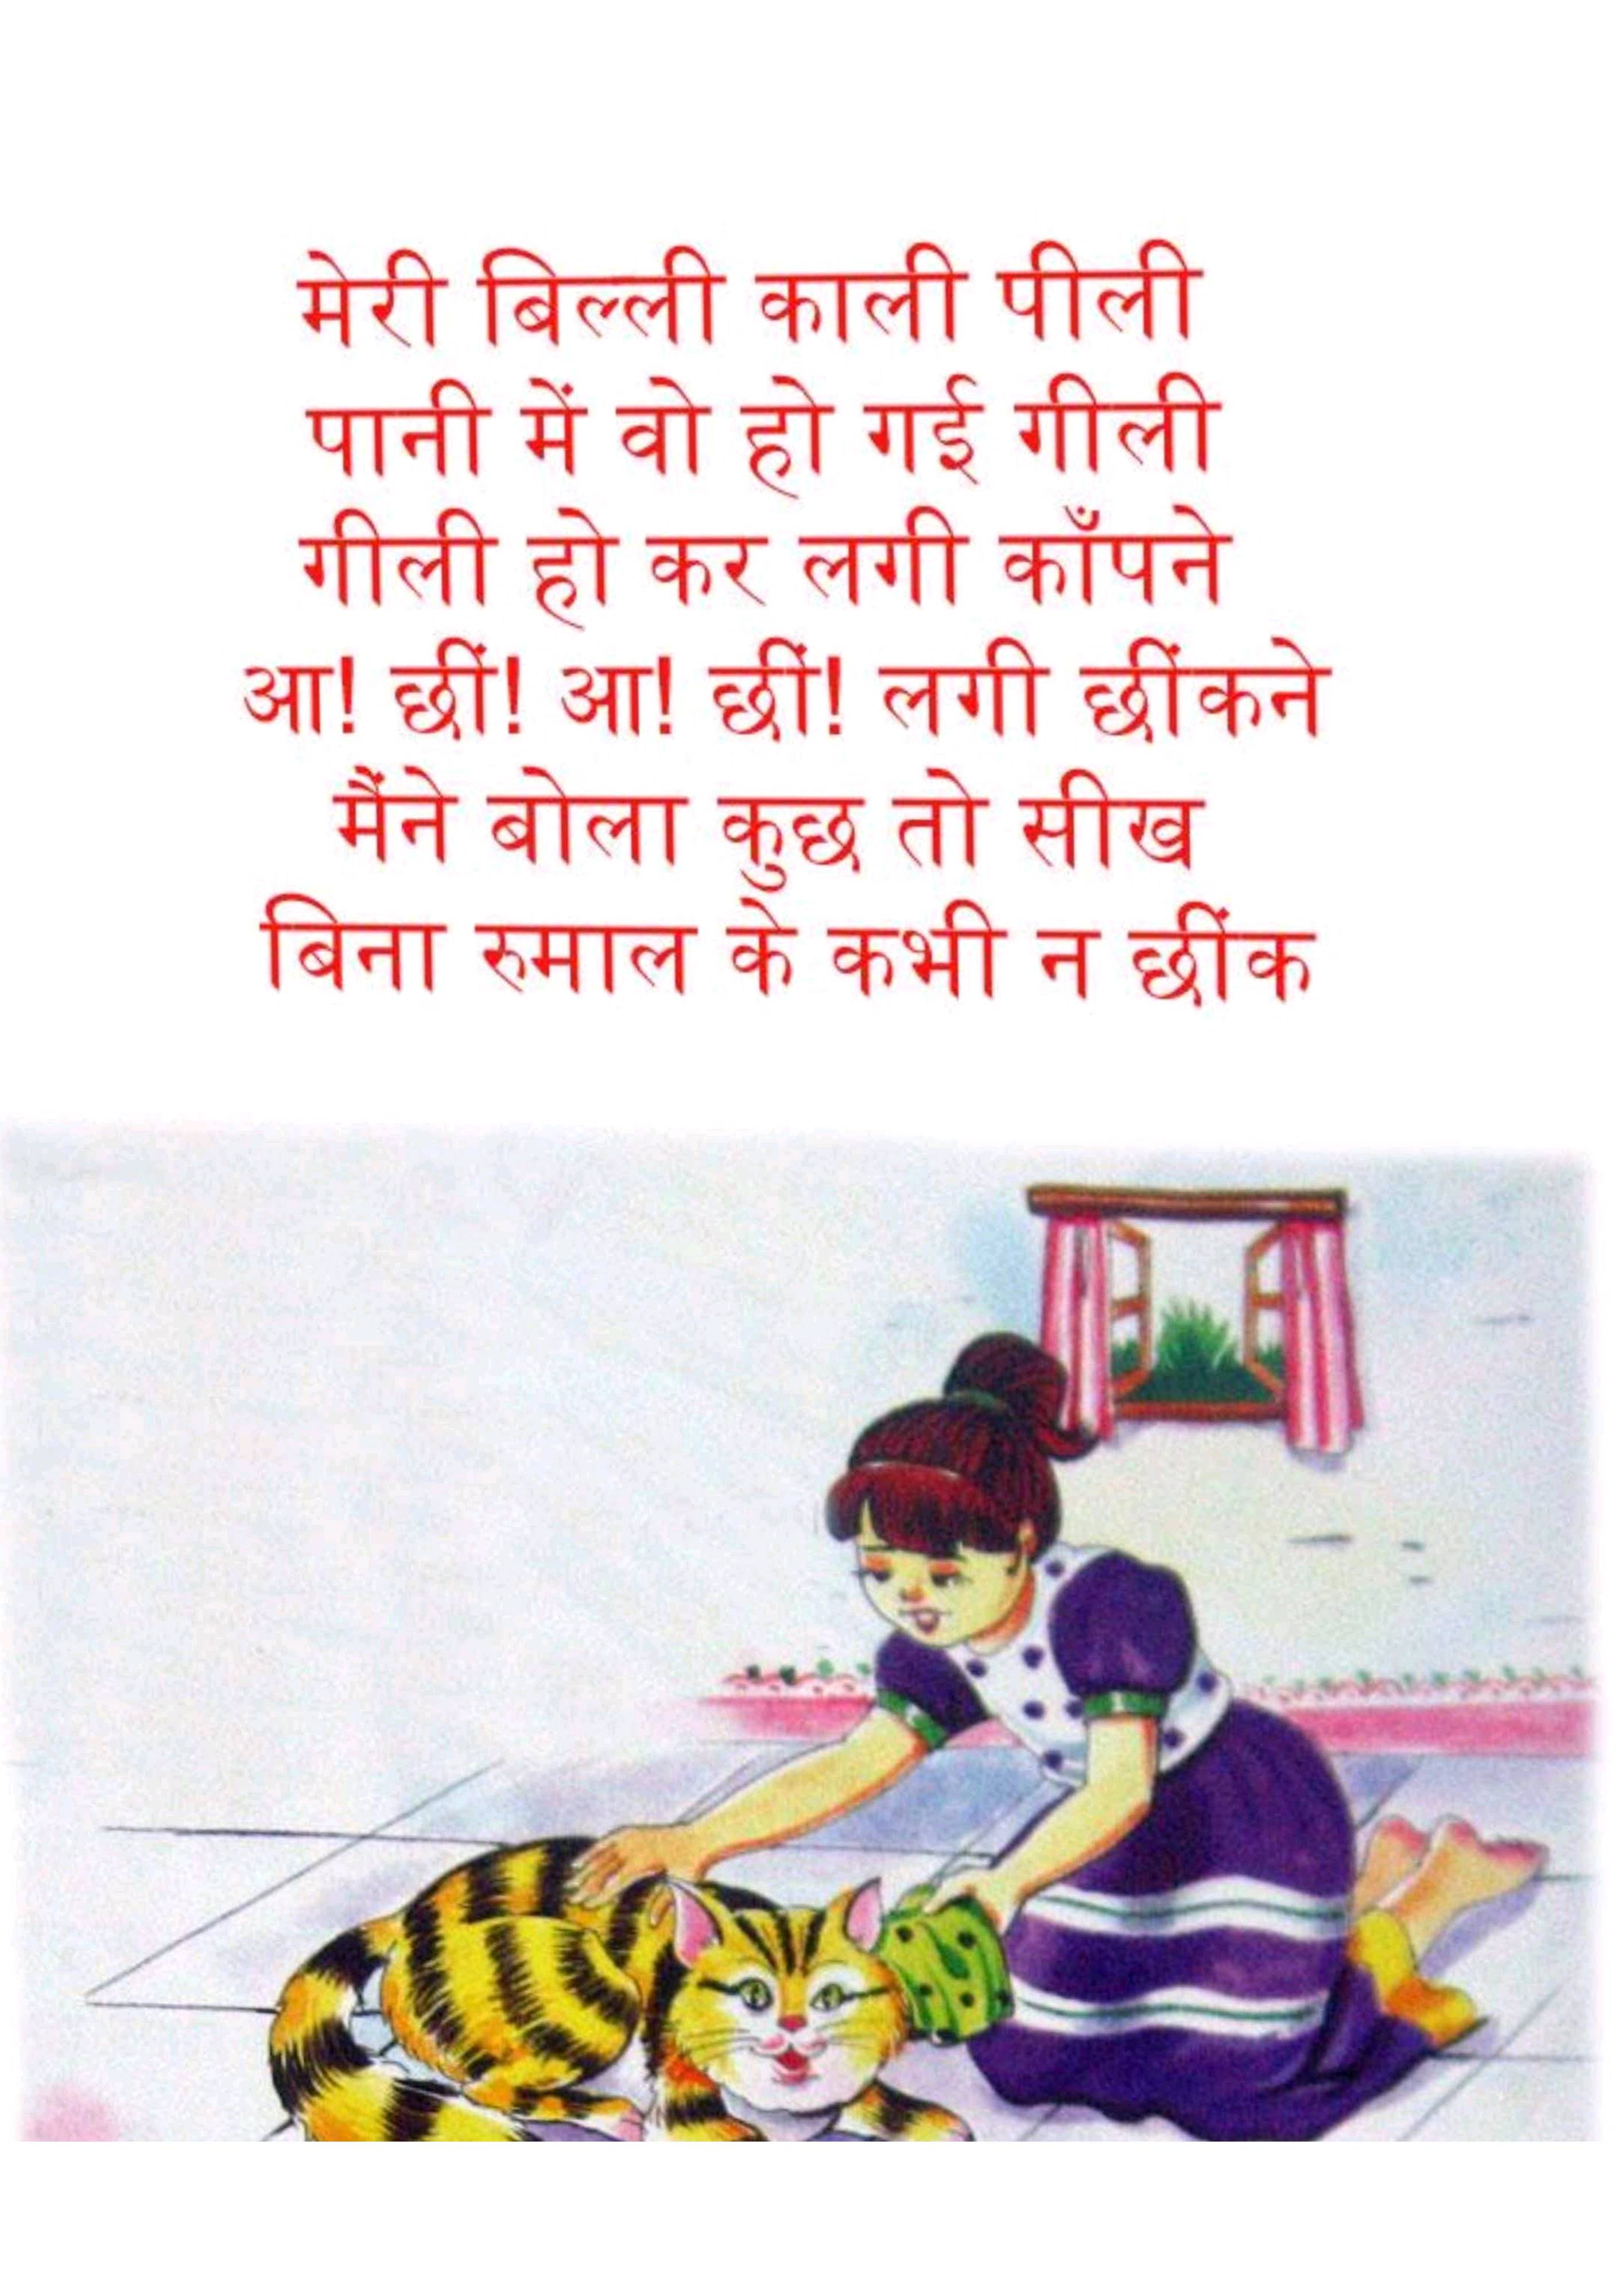 मेरी बिल्ली काली पीली
पानी में वो हो गई गीली
गीली हो कर लगी काँपने
आ! छीं! आ! छीं! लगी छींकने
मैंने बोला कुछ तो सीख
बिना रुमाल के कभी न छींक